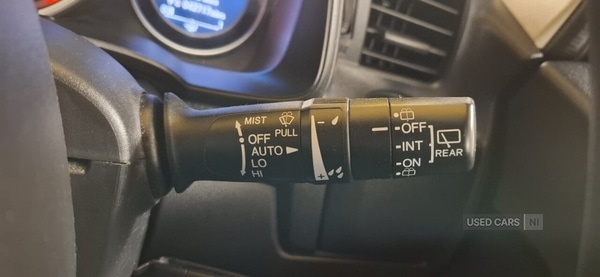 MIST
PULL
OFF
AUTO
LO
HI
- 
+
OFF
INT
ON
REAR
USED CARS NI